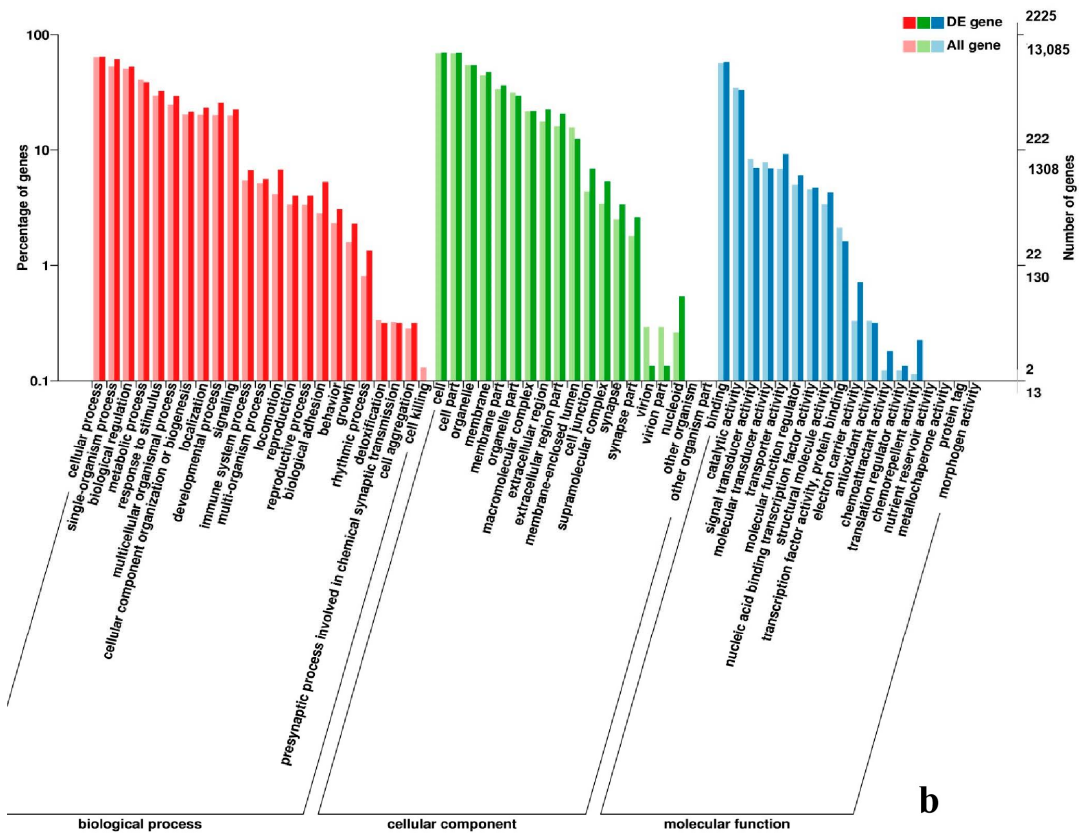 DE gene
All gene
100
10
1
0.1
Percentage of genes
2225
13,085
222
1308
22
130
2
13
Number of genes
cellular process
single-organism process
biological regulation
metabolic process
response to stimulus
multicellular organismal process
cellular component organization or biogenesis
localization
developmental process
signaling
immune system process
multi-organism process
locomotion
reproduction
reproductive process
biological adhesion
behavior
growth
rhythmic process
detoxification
presynaptic process involved in chemical synaptic transmission
cell aggregation
cell killing
cell
cell part
organelle
membrane
membrane part
organelle part
macromolecular complex
extracellular region
extracellular region part
membrane-enclosed lumen
cell junction
supramolecular complex
synapse
synapse part
virion
virion part
nucleoid
other organism
other organism part
binding
catalytic activity
signal transducer activity
molecular transducer activity
transporter activity
molecular function regulator
nucleic acid binding transcription factor activity
structural molecule activity
transcription factor activity, protein binding
electron carrier activity
antioxidant activity
chemoattractant activity
translation regulator activity
chemorepellent activity
nutrient reservoir activity
metallochaperone activity
protein tag
morphogen activity
biological process
cellular component
molecular function
b